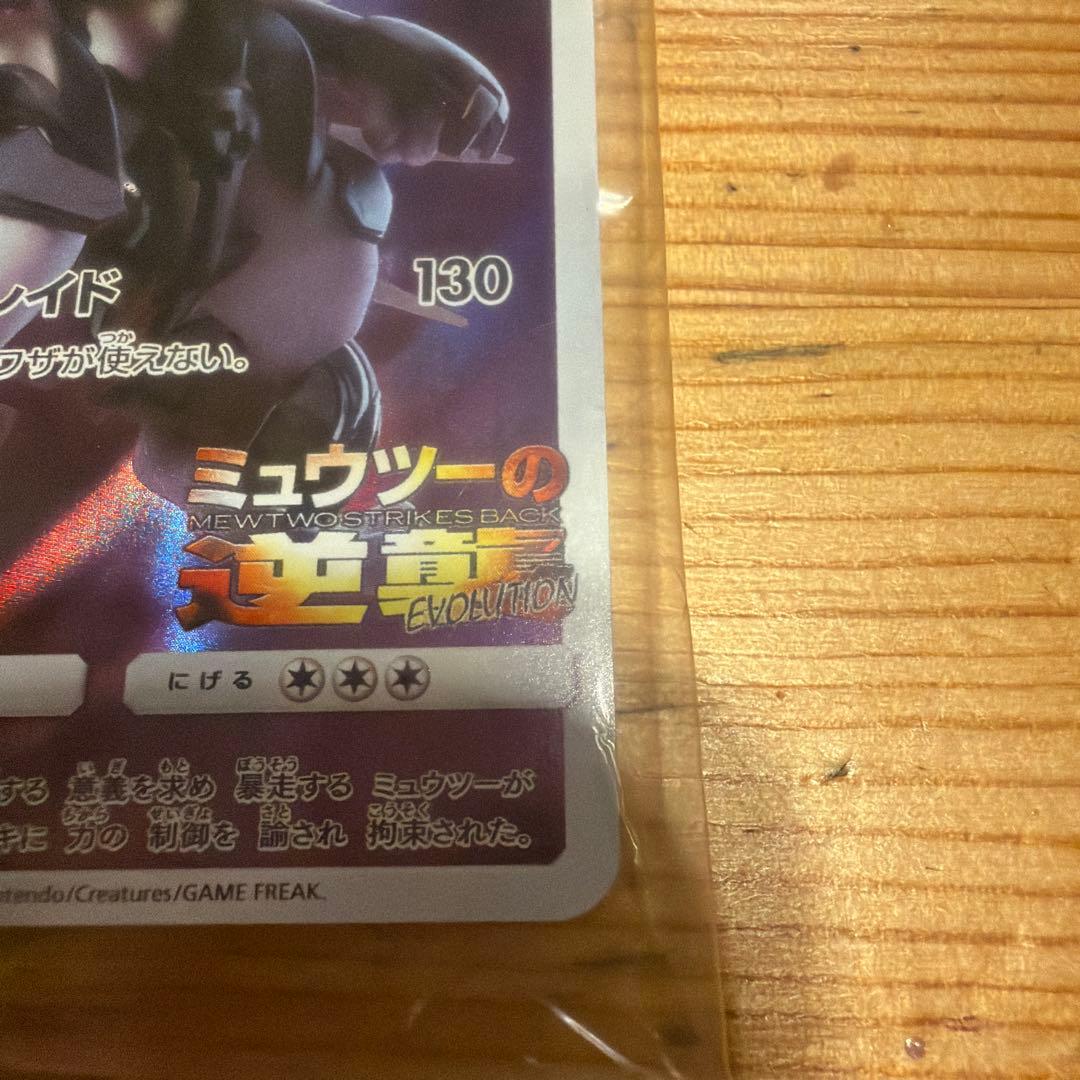 レイド 130
ワザが使えない。
ミュウツーの
MEWTWO STRIKES BACK
逆襲
EVOLUTION
にげる
する 意義を求め 暴走する ミュウツーが
手に 力の 制御を 諭され 拘束された。
ntendo/Creatures/GAME FREAK.